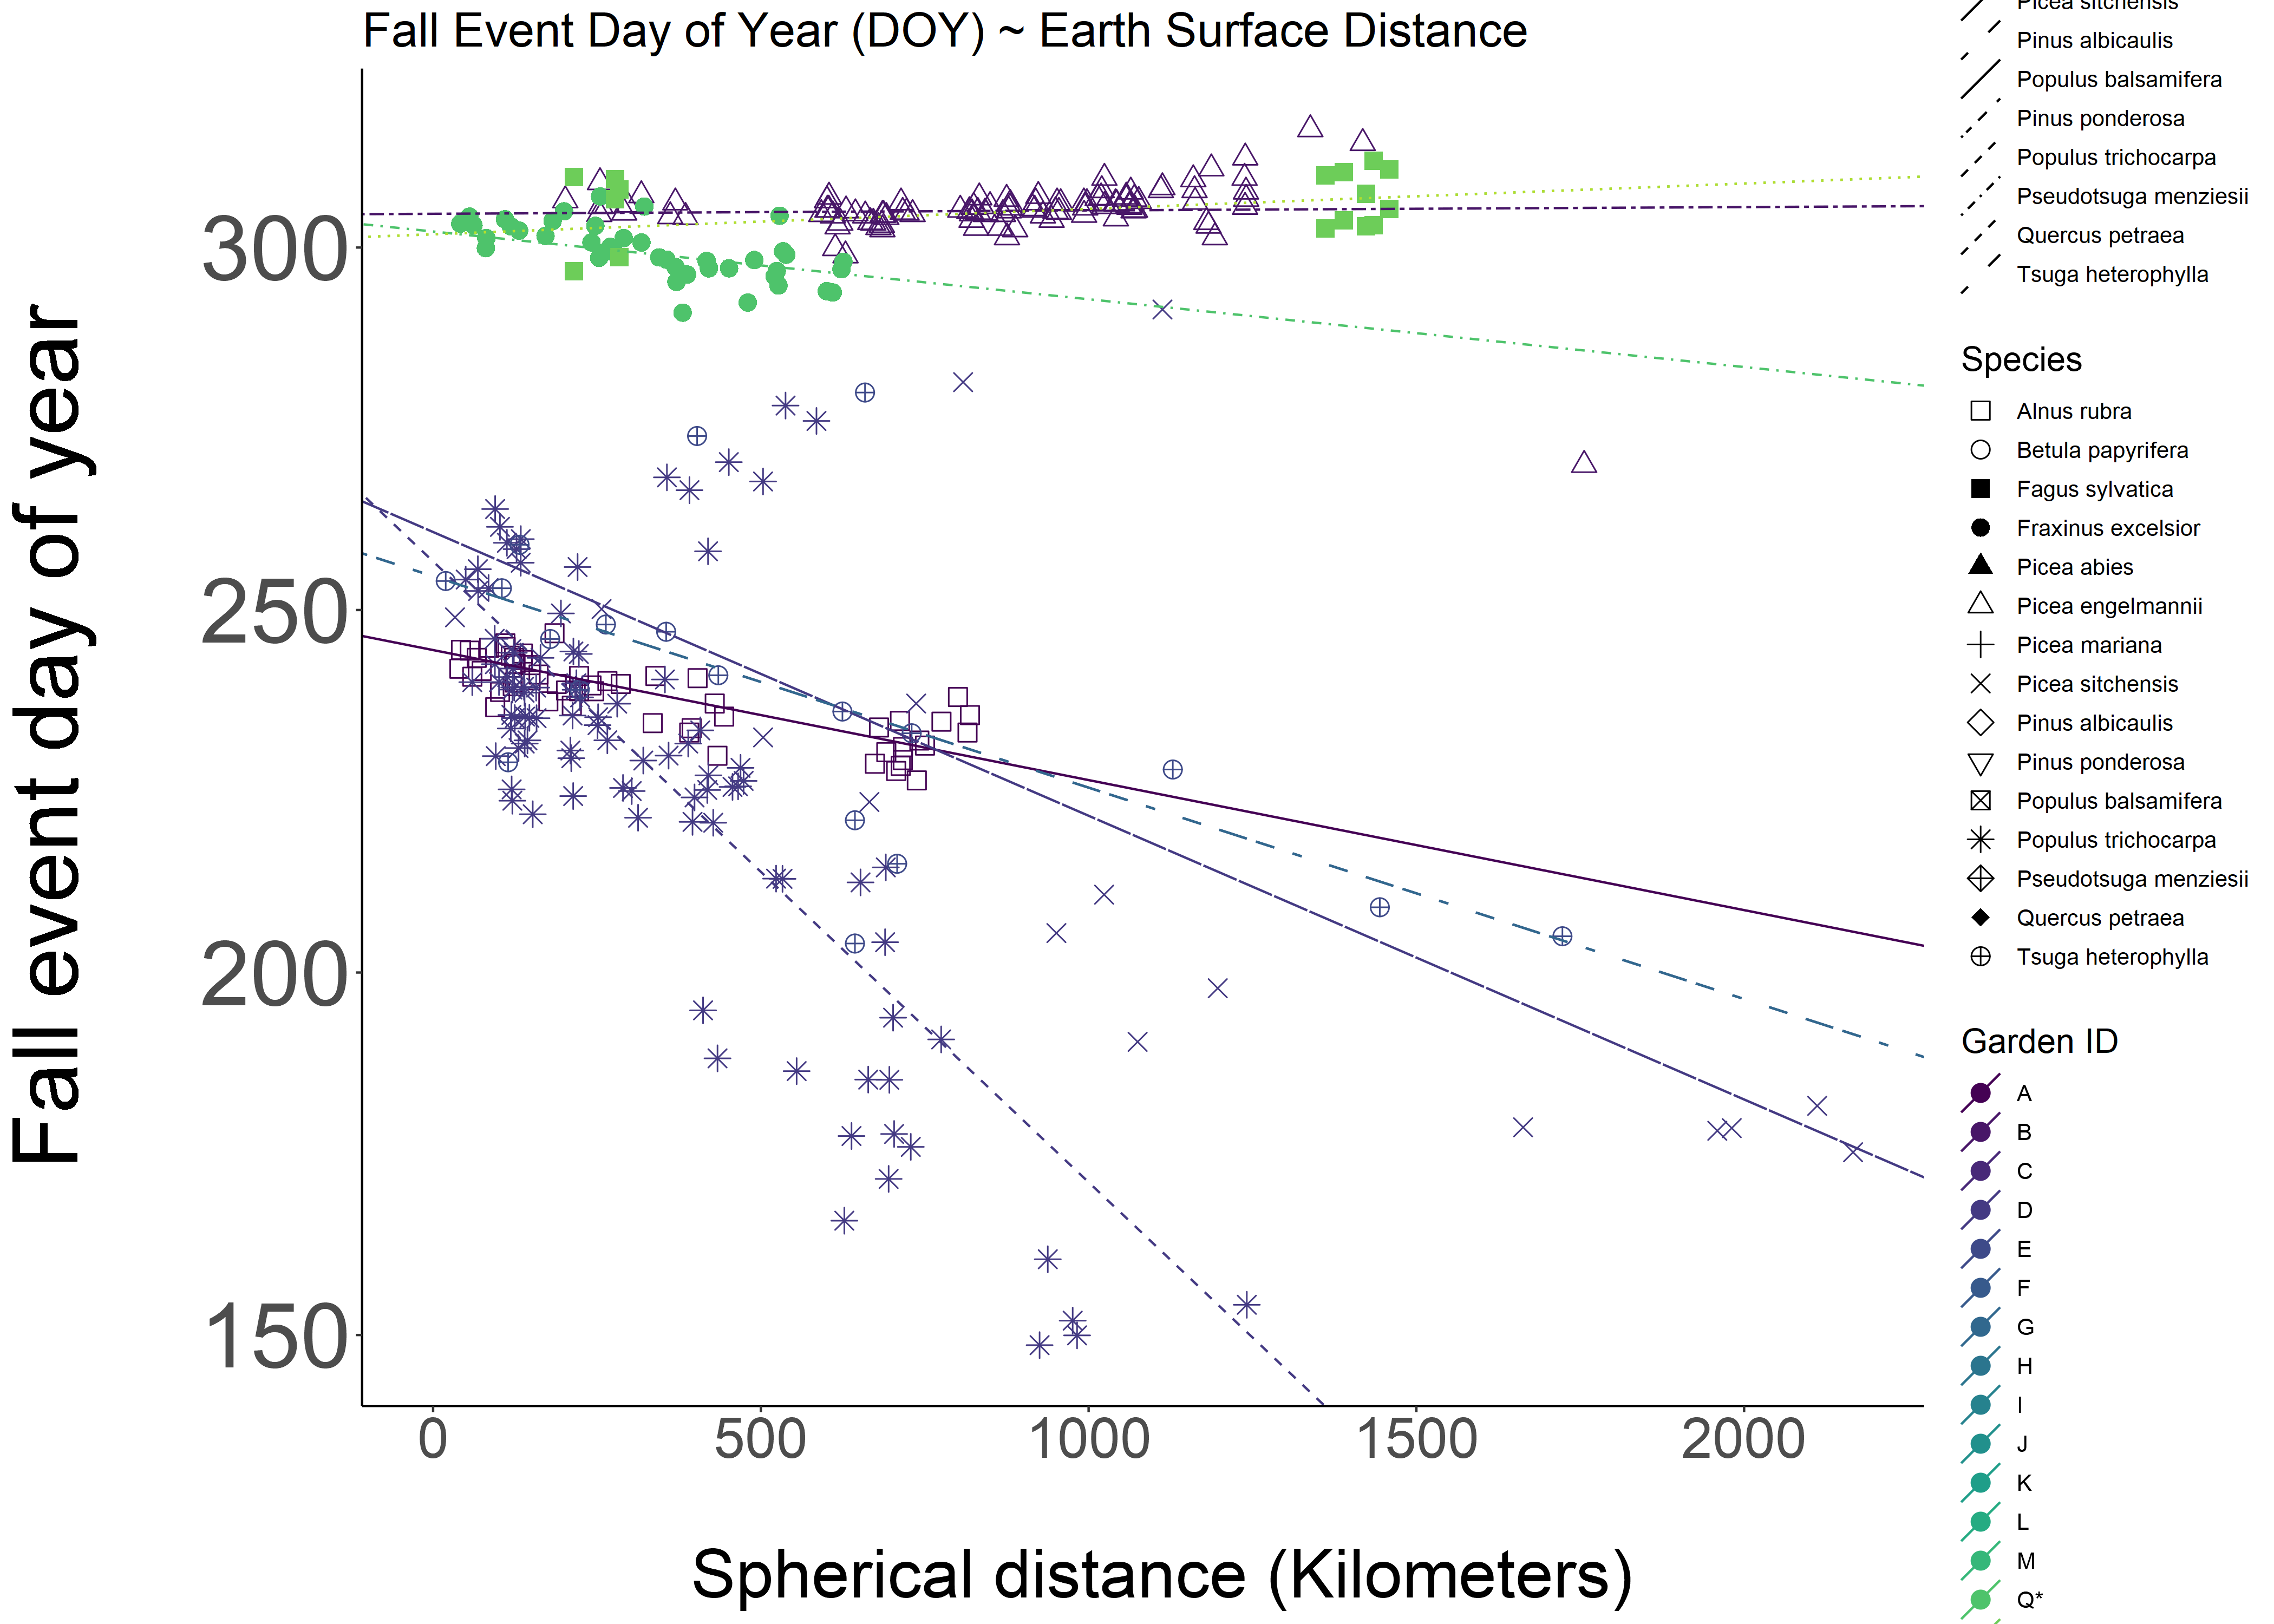 Fall Event Day of Year (DOY) ~ Earth Surface Distance
Fall event day of year
300
250
200
150
0 500 1000 1500 2000
Spherical distance (Kilometers)
Picea sitchensis
Pinus albicaulis
Populus balsamifera
Pinus ponderosa
Populus trichocarpa
Pseudotsuga menziesii
Quercus petraea
Tsuga heterophylla
Species
Alnus rubra
Betula papyrifera
Fagus sylvatica
Fraxinus excelsior
Picea abies
Picea engelmannii
Picea mariana
Picea sitchensis
Pinus albicaulis
Pinus ponderosa
Populus balsamifera
Populus trichocarpa
Pseudotsuga menziesii
Quercus petraea
Tsuga heterophylla
Garden ID
A
B
C
D
E
F
G
H
I
J
K
L
M
Q*